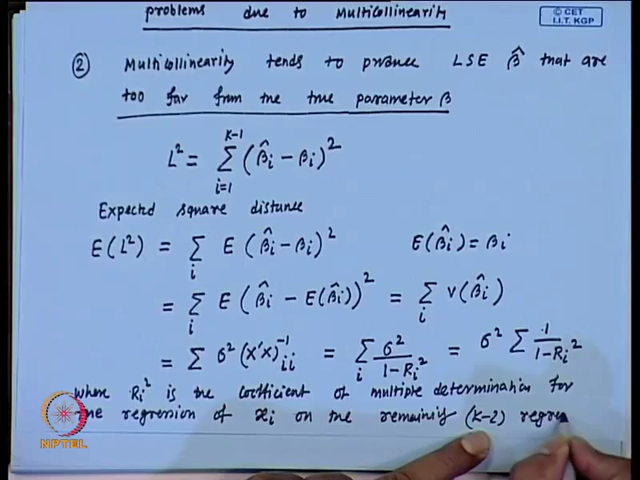 problems due to Multicollinearity
© CET
I.I.T. KGP
② Multicollinearity tends to produce LSE β̂ that are
too far from the true parameter β
L² = Σ_{i=1}^{K-1} (β̂i − βi)²
Expected square distance
E(L²) = Σ_i E(β̂i − βi)² E(β̂i) = βi
= Σ_i E(β̂i − E(β̂i))² = Σ_i V(β̂i)
= Σ σ² (X'X)⁻¹_ii = Σ_i σ²/(1−Ri²) = σ² Σ 1/(1−Ri²)
where Ri² is the coefficient of multiple determination for
the regression of xi on the remaining (K−2) regre
NPTEL